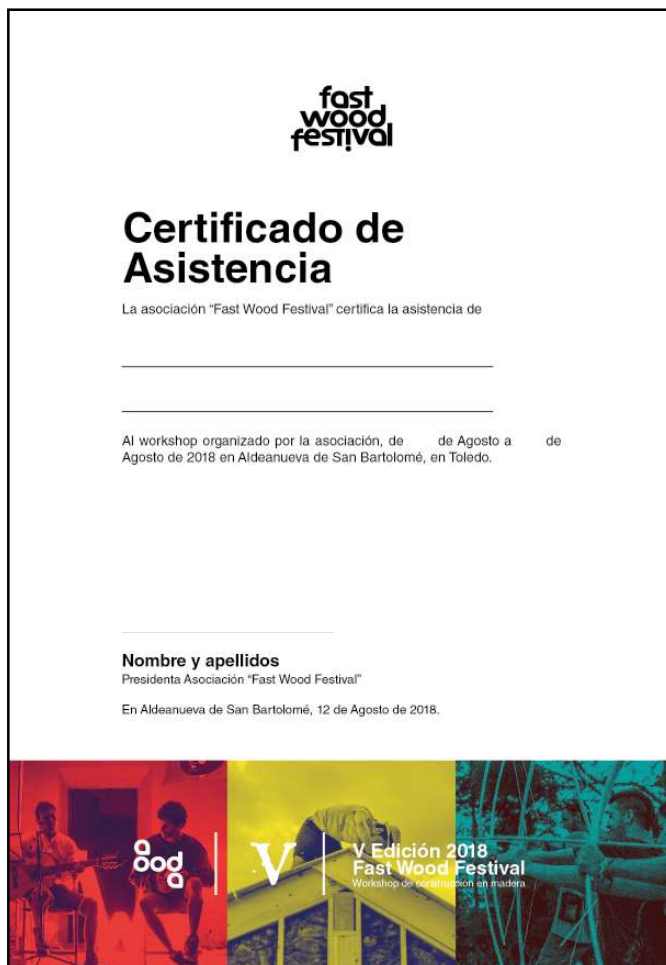 fast
wood
festival
Certificado de
Asistencia
La asociación “Fast Wood Festival” certifica la asistencia de
Al workshop organizado por la asociación, de de Agosto a de
Agosto de 2018 en Aldeanueva de San Bartolomé, en Toledo.
Nombre y apellidos
Presidenta Asociación “Fast Wood Festival”
En Aldeanueva de San Bartolomé, 12 de Agosto de 2018.
V
V Edición 2018
Fast Wood Festival
Workshop de construcción en madera